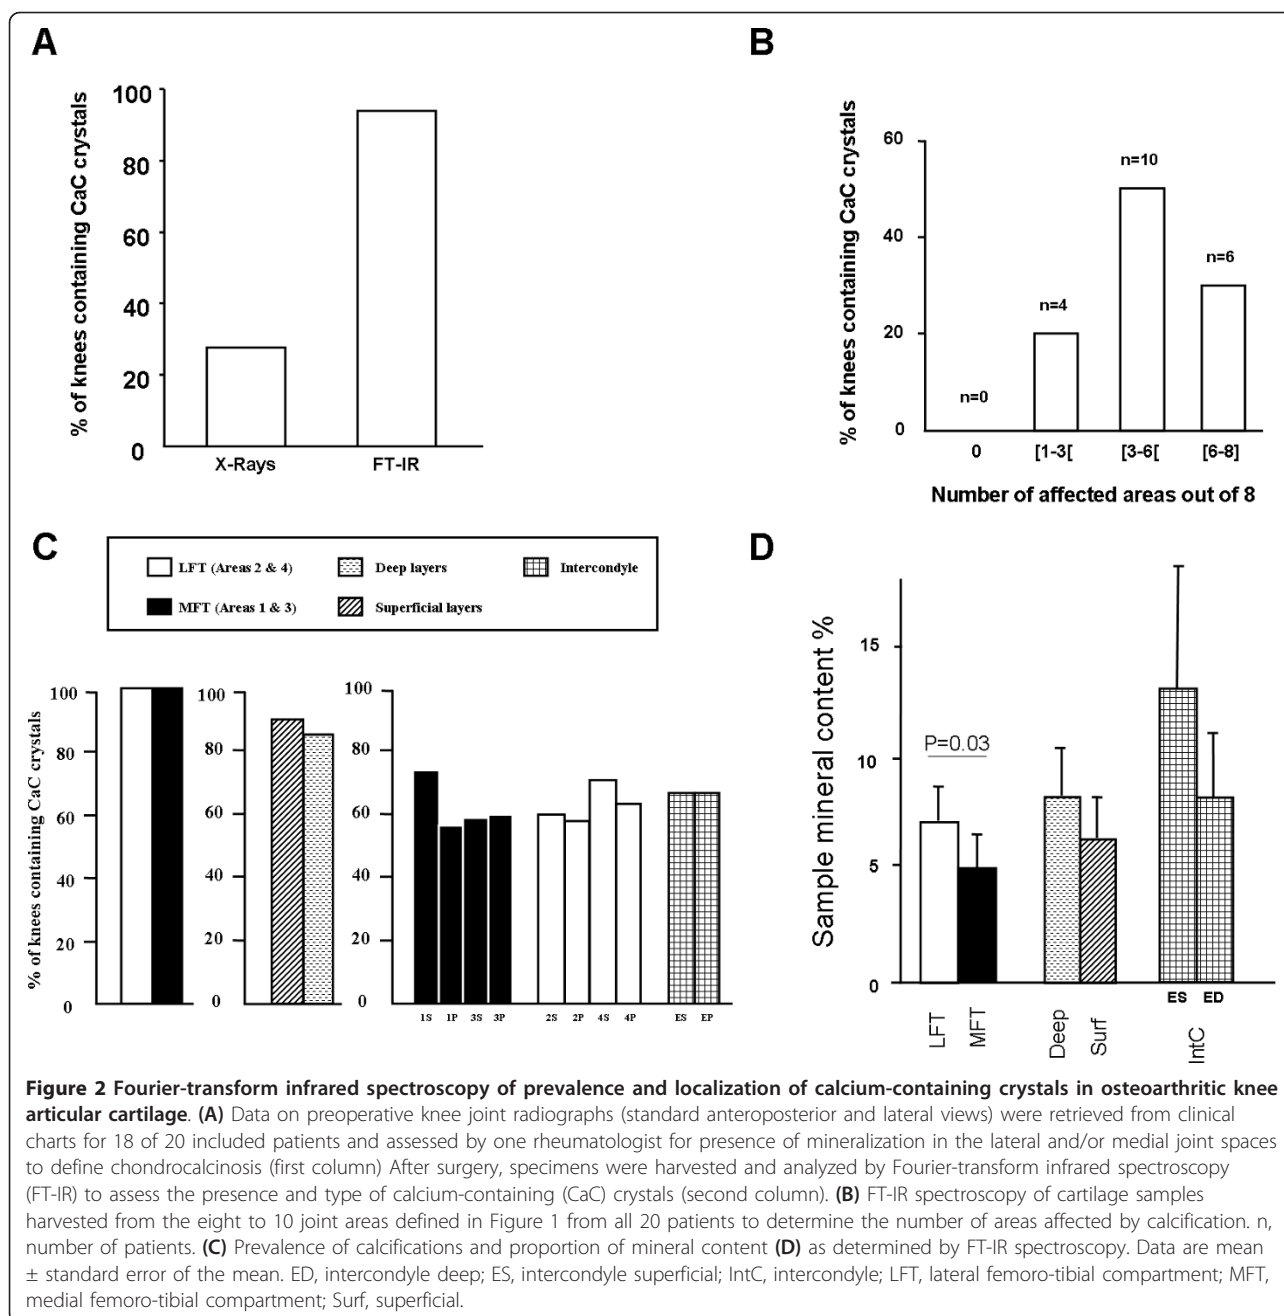 A
% of knees containing CaC crystals
100
80
60
40
20
0
X-Rays
FT-IR
B
% of knees containing CaC crystals
60
40
20
0
n=0
n=4
n=10
n=6
0
[1-3[
[3-6[
[6-8]
Number of affected areas out of 8
C
LFT (Areas 2 & 4)
Deep layers
Intercondyle
MFT (Areas 1 & 3)
Superficial layers
% of knees containing CaC crystals
100
80
60
40
20
0
100
80
60
40
20
0
100
80
60
40
20
0
1S 1P 3S 3P 2S 2P 4S 4P ES EP
D
Sample mineral content %
15
10
5
0
P=0.03
ES ED
LFT
MFT
Deep
Surf
IntC
Figure 2 Fourier-transform infrared spectroscopy of prevalence and localization of calcium-containing crystals in osteoarthritic knee
articular cartilage. (A) Data on preoperative knee joint radiographs (standard anteroposterior and lateral views) were retrieved from clinical
charts for 18 of 20 included patients and assessed by one rheumatologist for presence of mineralization in the lateral and/or medial joint spaces
to define chondrocalcinosis (first column) After surgery, specimens were harvested and analyzed by Fourier-transform infrared spectroscopy
(FT-IR) to assess the presence and type of calcium-containing (CaC) crystals (second column). (B) FT-IR spectroscopy of cartilage samples
harvested from the eight to 10 joint areas defined in Figure 1 from all 20 patients to determine the number of areas affected by calcification. n,
number of patients. (C) Prevalence of calcifications and proportion of mineral content (D) as determined by FT-IR spectroscopy. Data are mean
± standard error of the mean. ED, intercondyle deep; ES, intercondyle superficial; IntC, intercondyle; LFT, lateral femoro-tibial compartment; MFT,
medial femoro-tibial compartment; Surf, superficial.